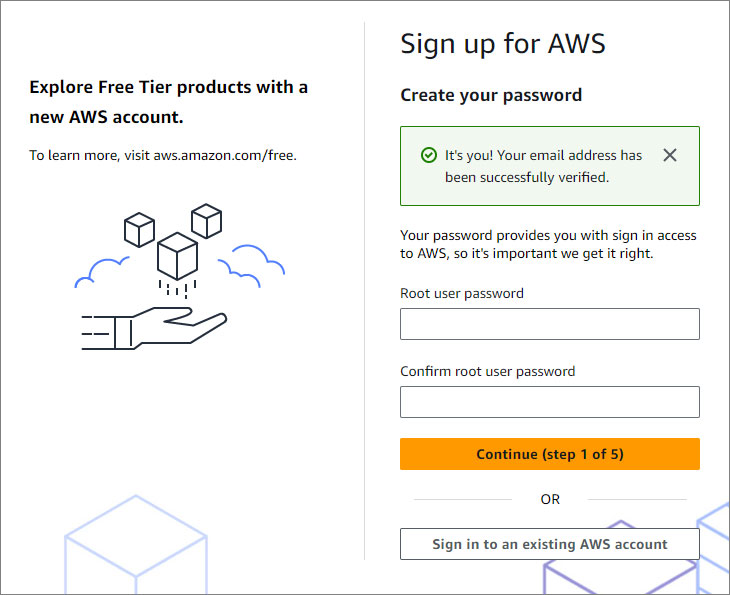 Explore Free Tier products with a
new AWS account.
To learn more, visit aws.amazon.com/free.
Sign up for AWS
Create your password
It's you! Your email address has
been successfully verified.
Your password provides you with sign in access
to AWS, so it's important we get it right.
Root user password
Confirm root user password
Continue (step 1 of 5)
OR
Sign in to an existing AWS account